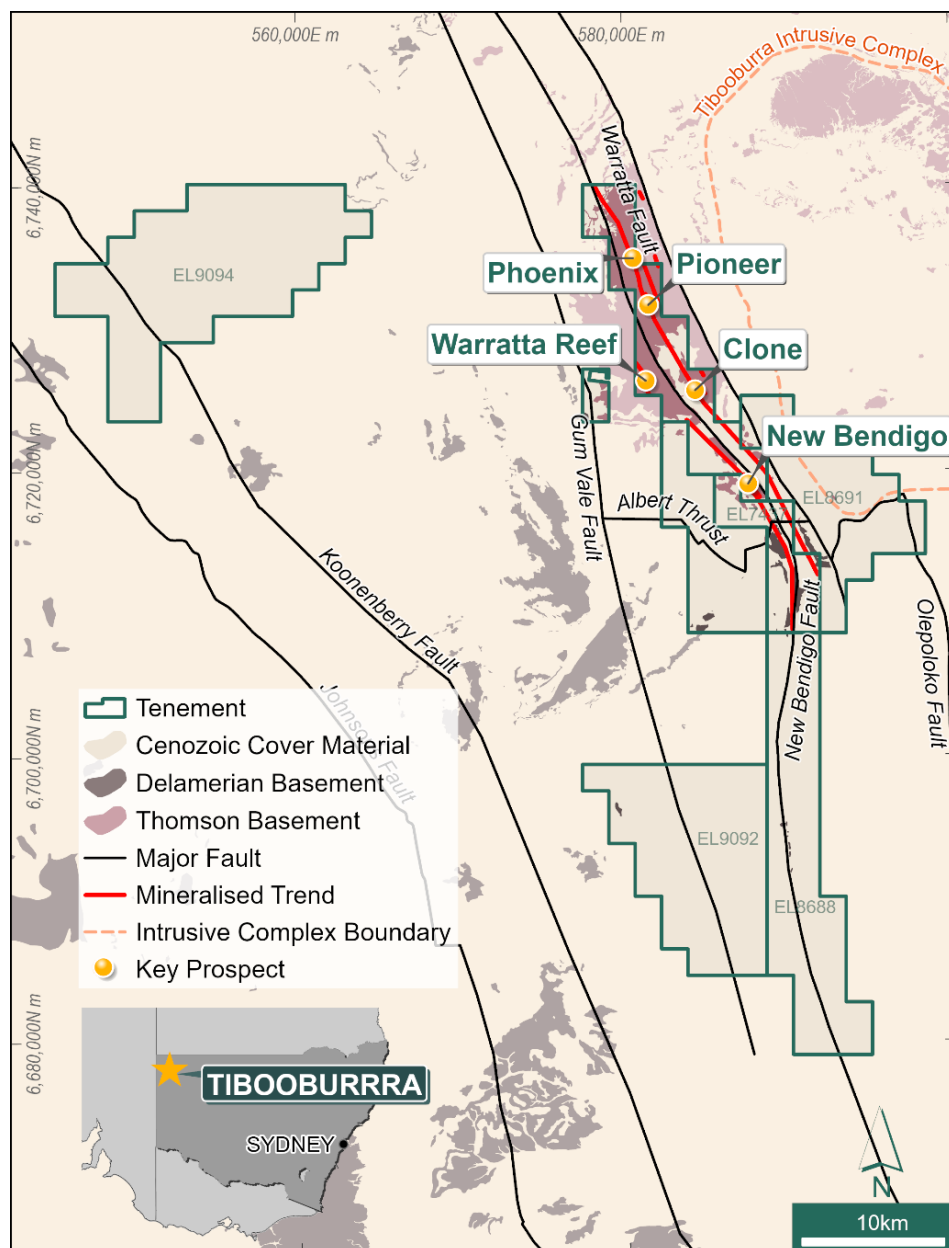 560,000E m
580,000E m
Tibooburra Intrusive Complex
Warratta Fault
6,740,000N m
EL9094
Phoenix
Pioneer
Warratta Reef
Clone
New Bendigo
6,720,000N m
Gum Vale Fault
Albert Thrust
EL8691
Koonenberry Fault
New Bendigo Fault
Olepoloko Fault
Johnsons Fault
6,700,000N m
Tenement
Cenozoic Cover Material
Delamerian Basement
Thomson Basement
Major Fault
Mineralised Trend
Intrusive Complex Boundary
Key Prospect
EL9092
EL8688
6,680,000N m
TIBOOBURRRA
SYDNEY
N
10km